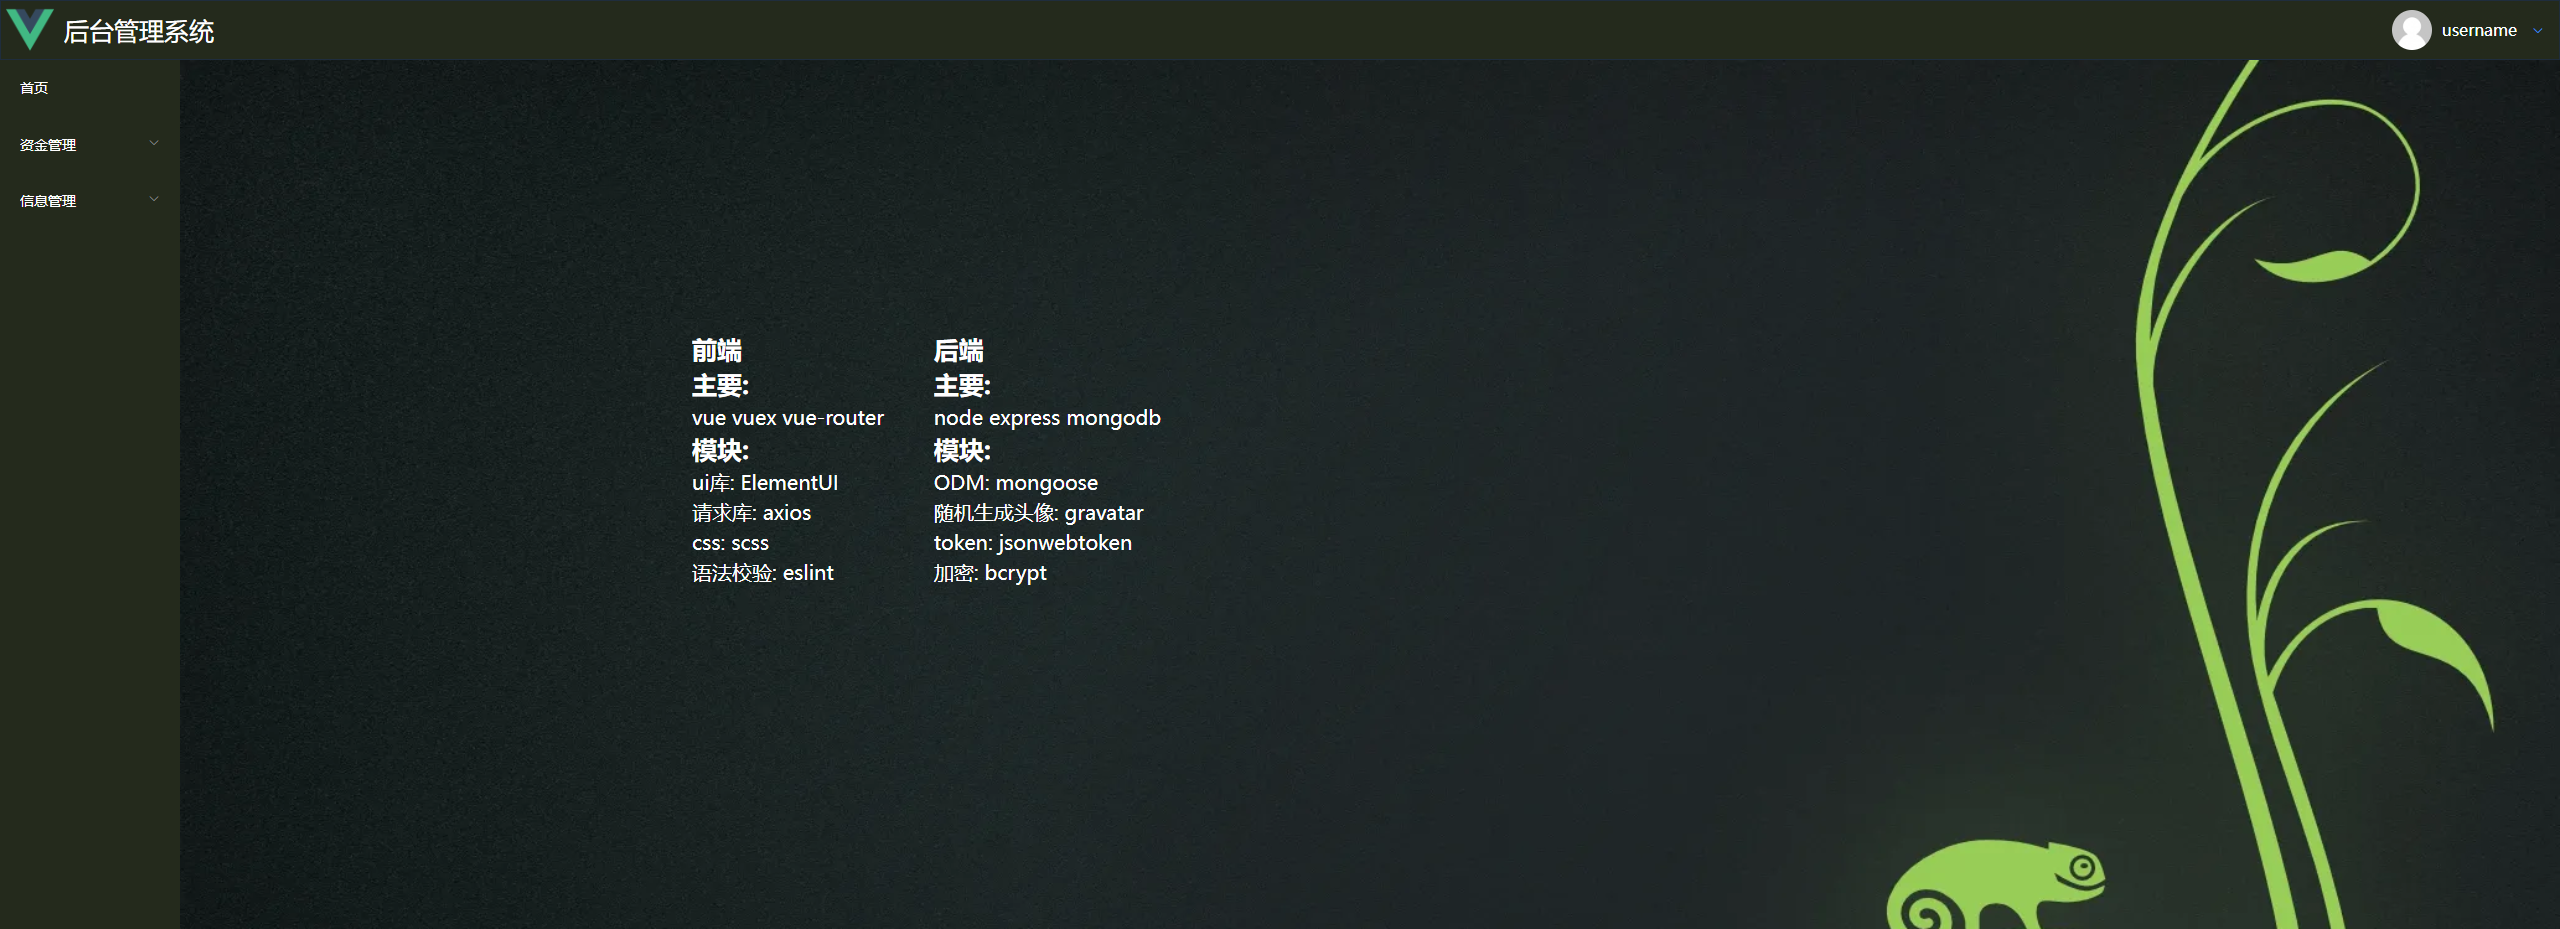 后台管理系统
username
首页
资金管理
信息管理
前端
主要:
vue vuex vue-router
模块:
ui库: ElementUI
请求库: axios
css: scss
语法校验: eslint
后端
主要:
node express mongodb
模块:
ODM: mongoose
随机生成头像: gravatar
token: jsonwebtoken
加密: bcrypt